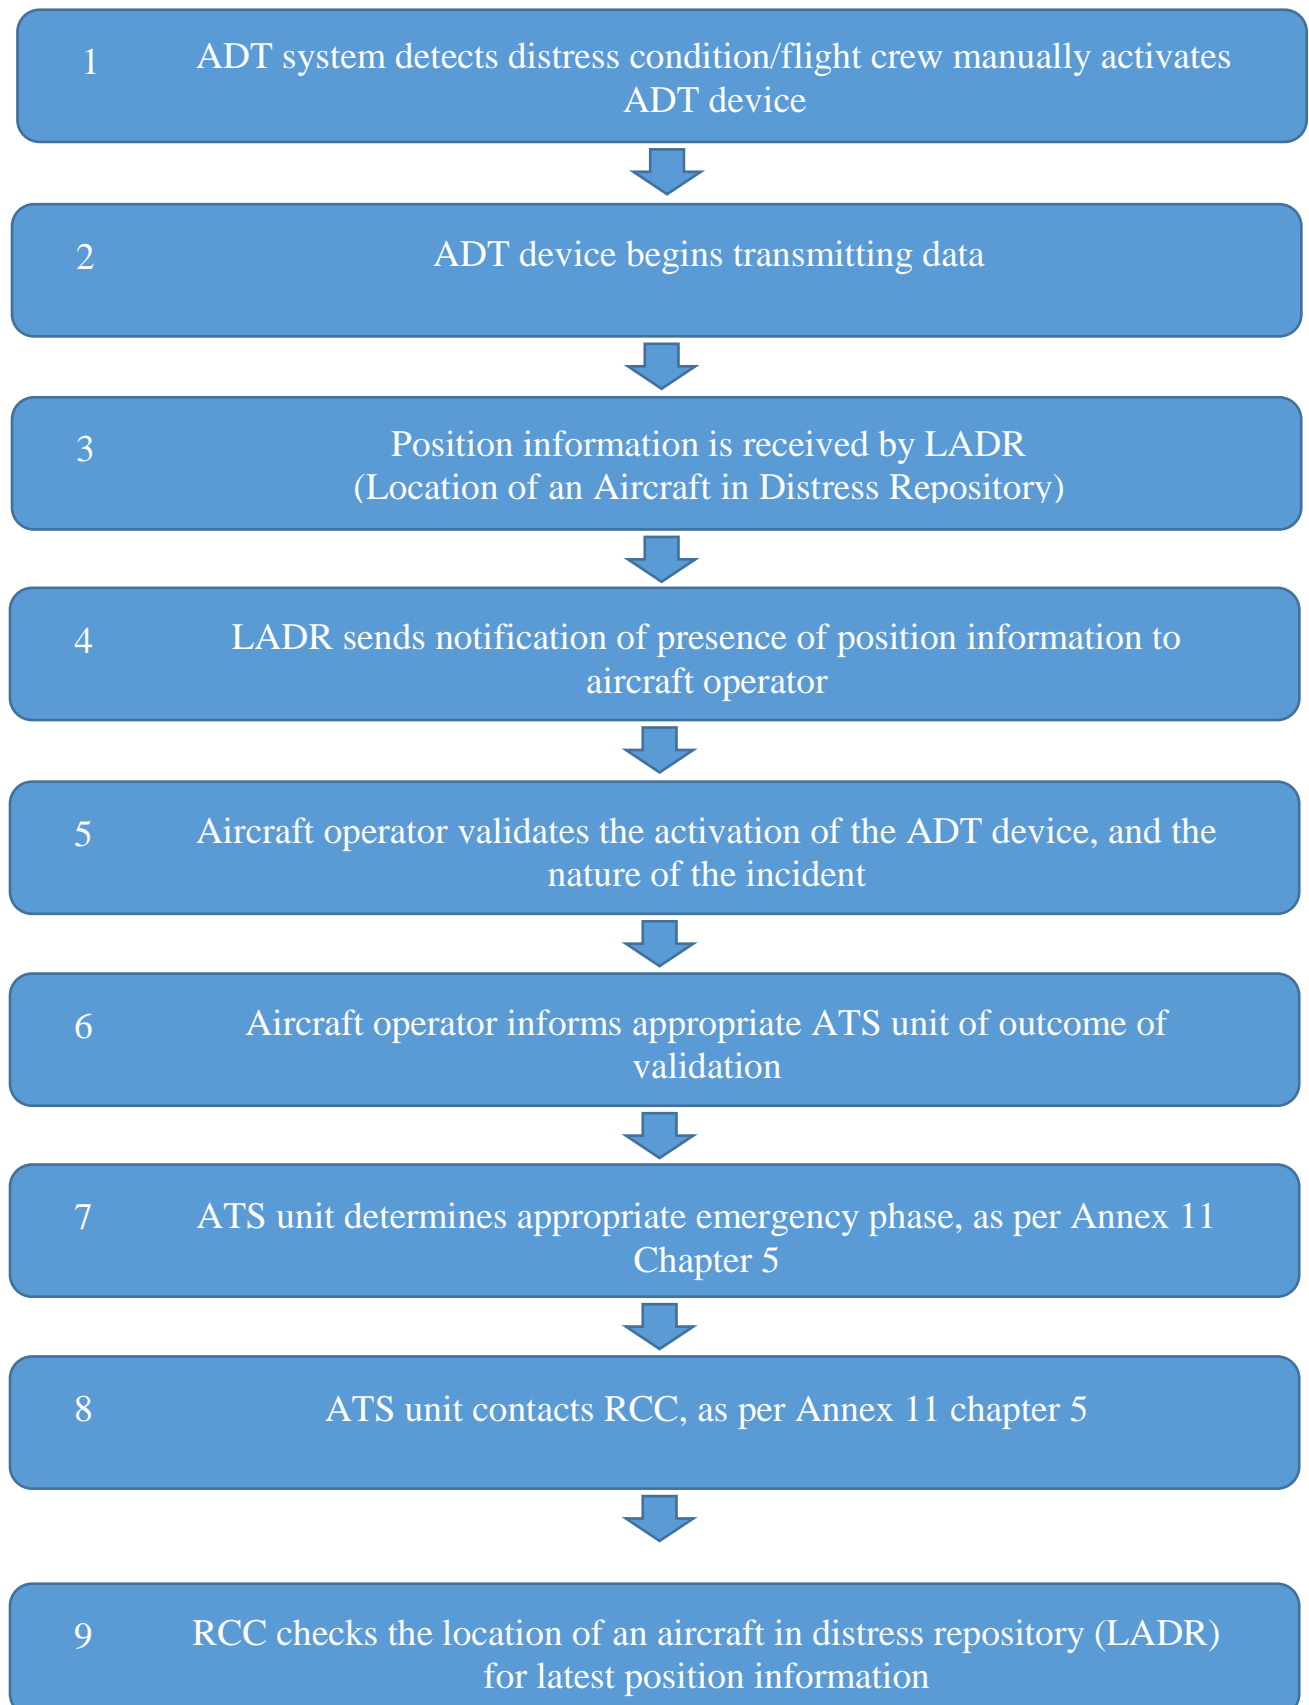 1
ADT system detects distress condition/flight crew manually activates
ADT device
2
ADT device begins transmitting data
3
Position information is received by LADR
(Location of an Aircraft in Distress Repository)
4
LADR sends notification of presence of position information to
aircraft operator
5
Aircraft operator validates the activation of the ADT device, and the
nature of the incident
6
Aircraft operator informs appropriate ATS unit of outcome of
validation
7
ATS unit determines appropriate emergency phase, as per Annex 11
Chapter 5
8
ATS unit contacts RCC, as per Annex 11 chapter 5
9
RCC checks the location of an aircraft in distress repository (LADR)
for latest position information